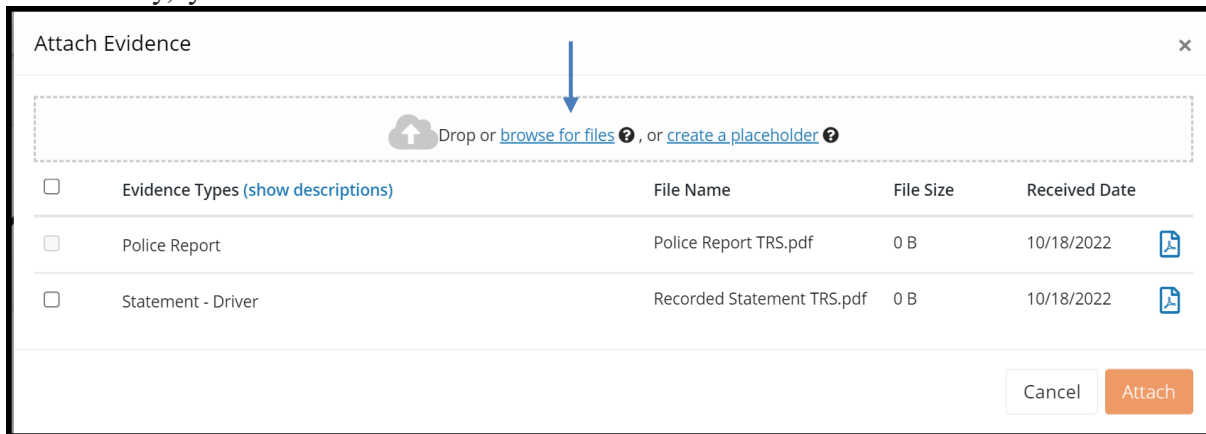 Attach Evidence ×
Drop or browse for files ? , or create a placeholder ?
Evidence Types (show descriptions) File Name File Size Received Date
Police Report Police Report TRS.pdf 0 B 10/18/2022
Statement - Driver Recorded Statement TRS.pdf 0 B 10/18/2022
Cancel Attach